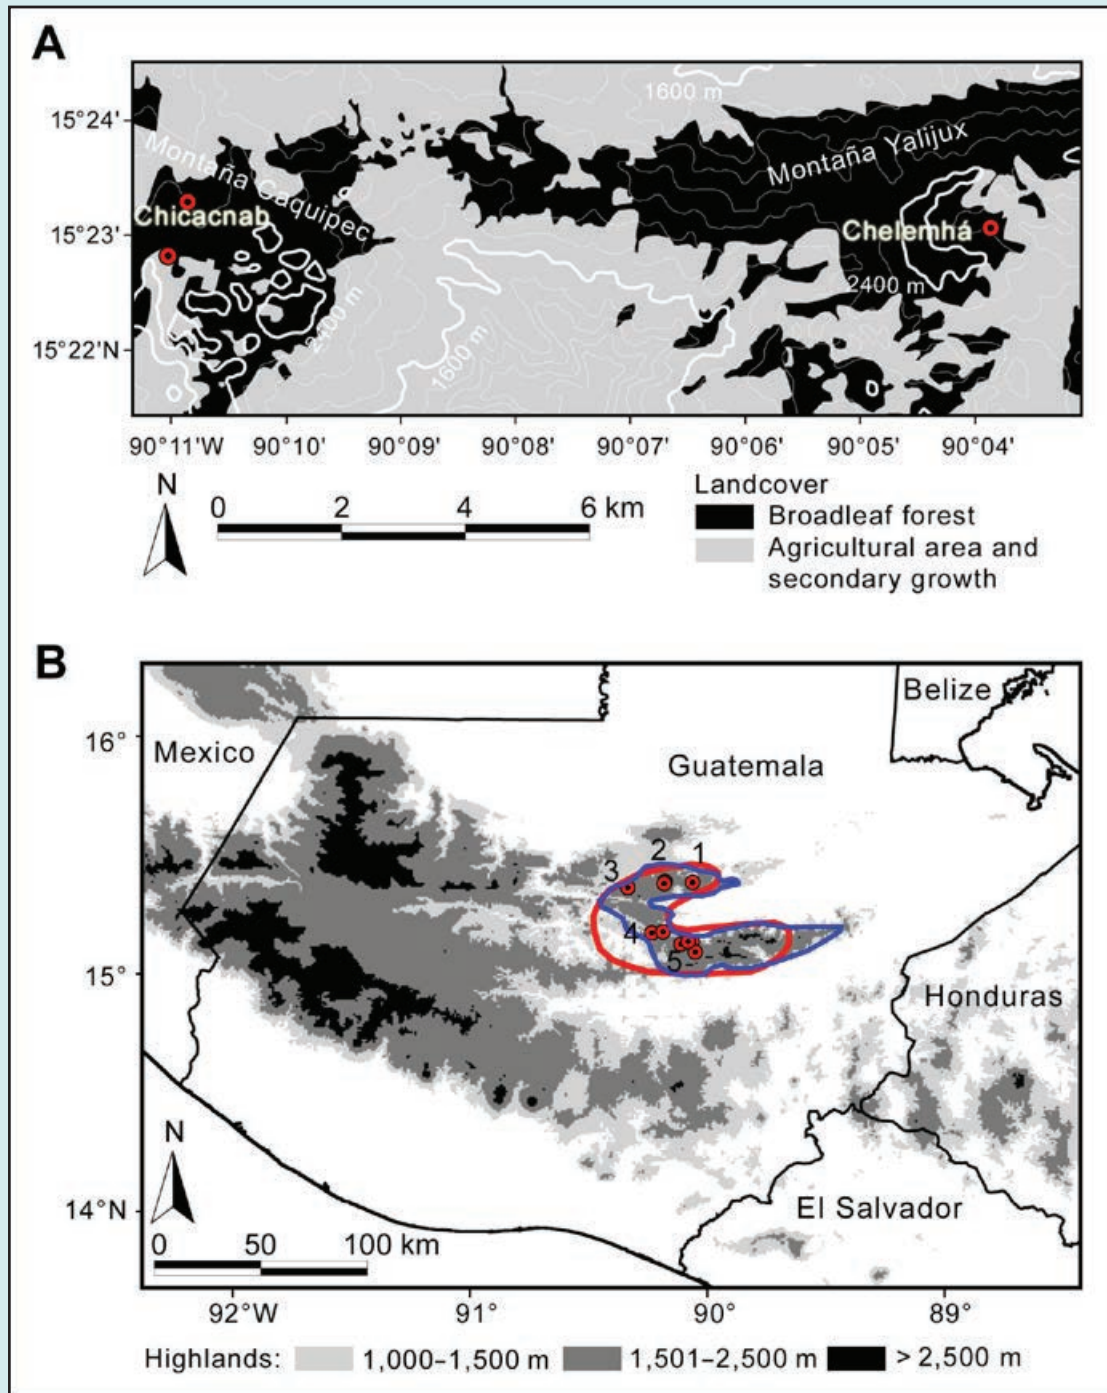 A
15°24'
15°23'
15°22'N
1600 m
Montaña Yalijux
Montaña Caquipec
Chicacnab
Chelemhá
2400 m
2400 m
1600 m
90°11'W
90°10'
90°09'
90°08'
90°07'
90°06'
90°05'
90°04'
N
0 2 4 6 km
Landcover
Broadleaf forest
Agricultural area and
secondary growth
B
16°
15°
14°N
Mexico
Belize
Guatemala
3 2 1
4
5
Honduras
El Salvador
N
0 50 100 km
92°W
91°
90°
89°
Highlands: 1,000–1,500 m 1,501–2,500 m > 2,500 m